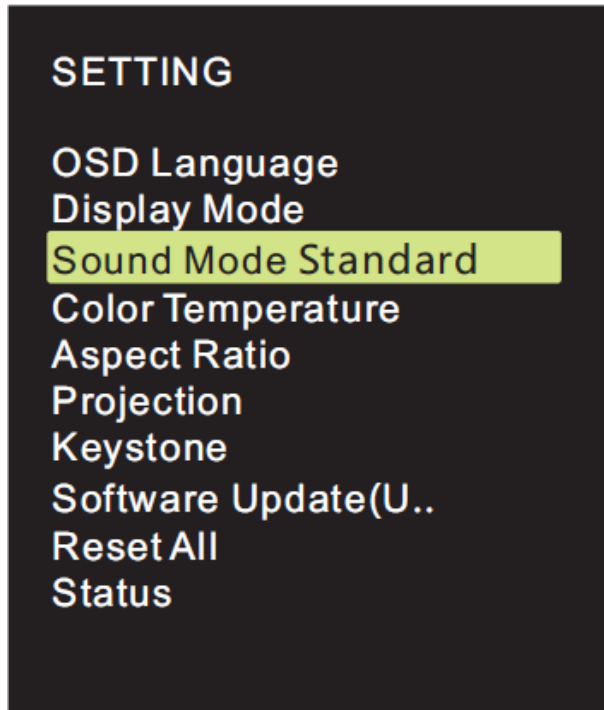 SETTING
OSD Language
Display Mode
Sound Mode Standard
Color Temperature
Aspect Ratio
Projection
Keystone
Software Update(U..
Reset All
Status